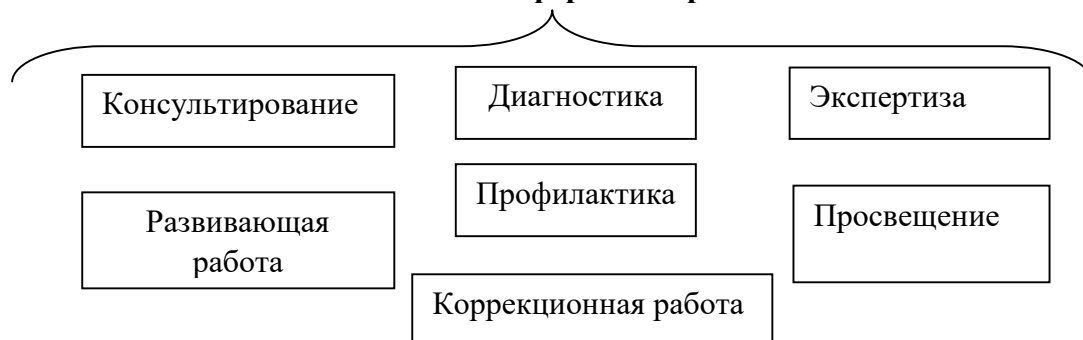 Консультирование
Диагностика
Экспертиза
Развивающая
работа
Профилактика
Просвещение
Коррекционная работа